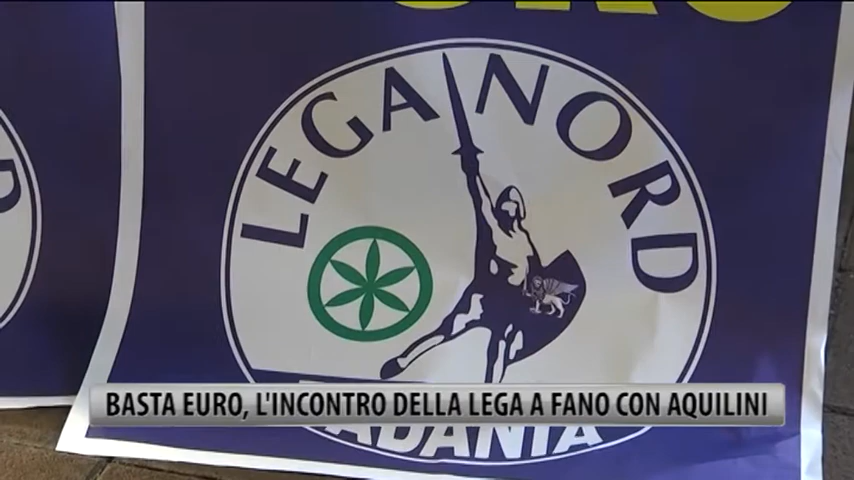 LEGA NORD
BASTA EURO, L'INCONTRO DELLA LEGA A FANO CON AQUILINI
PADANIA